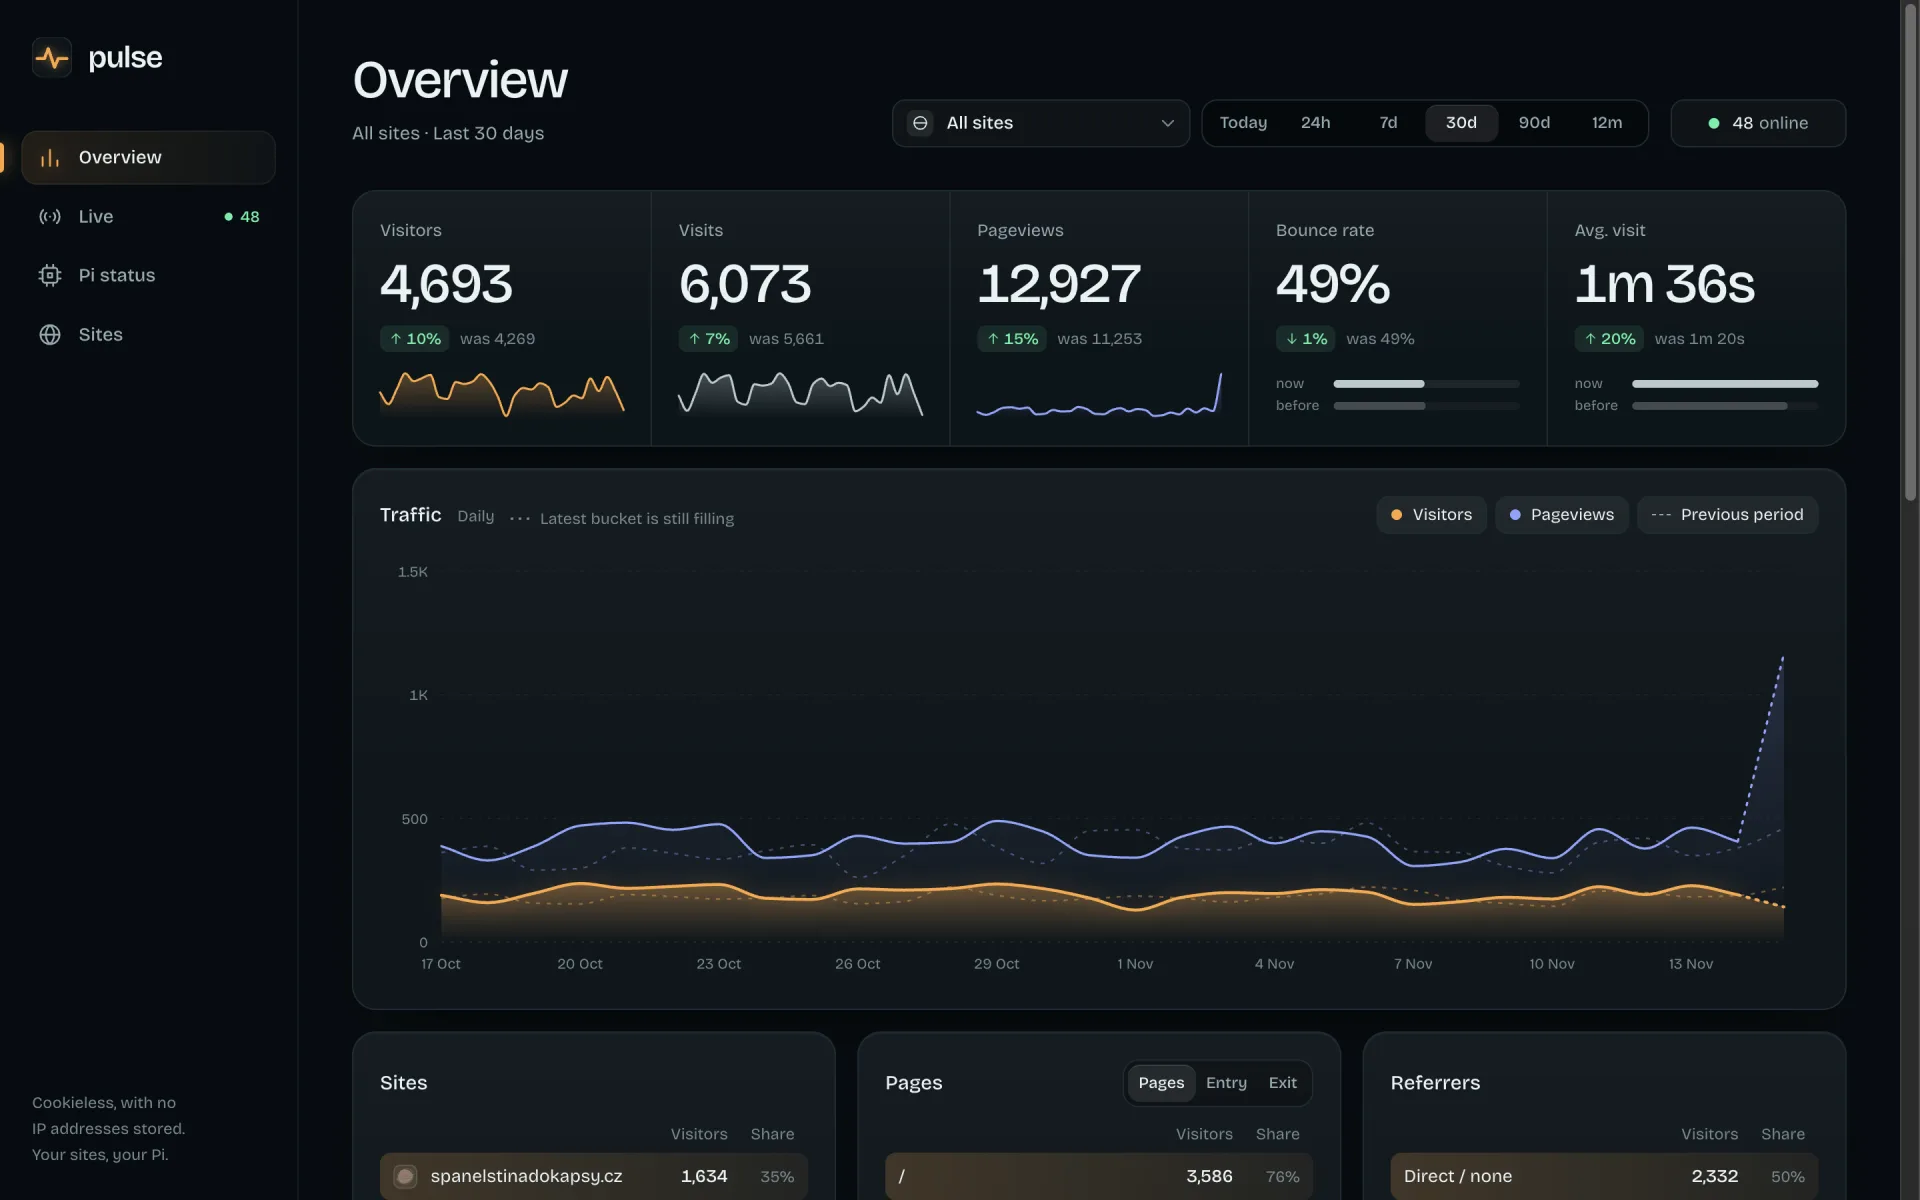 pulse
Overview
Live
48
Pi status
Sites
Cookieless, with no
IP addresses stored.
Your sites, your Pi.
Overview
All sites · Last 30 days
All sites
Today 24h 7d 30d 90d 12m
48 online
Visitors
4,693
↑ 10% was 4,269
Visits
6,073
↑ 7% was 5,661
Pageviews
12,927
↑ 15% was 11,253
Bounce rate
49%
↓ 1% was 49%
now
before
Avg. visit
1m 36s
↑ 20% was 1m 20s
now
before
Traffic Daily Latest bucket is still filling
Visitors Pageviews Previous period
1.5K
1K
500
0
17 Oct 20 Oct 23 Oct 26 Oct 29 Oct 1 Nov 4 Nov 7 Nov 10 Nov 13 Nov
Sites
Visitors Share
spanelstinadokapsy.cz 1,634 35%
Pages
Pages Entry Exit
Visitors Share
/ 3,586 76%
Referrers
Visitors Share
Direct / none 2,332 50%